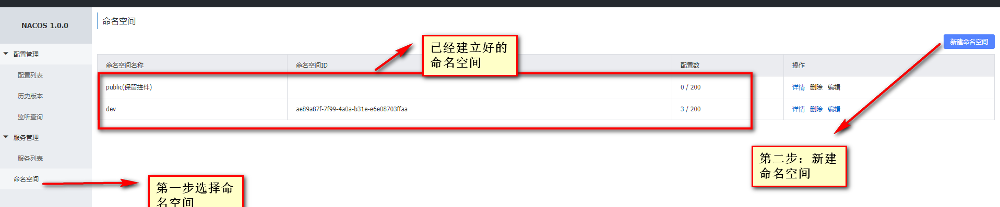 NACOS 1.0.0
配置管理
配置列表
历史版本
监听查询
服务管理
服务列表
命名空间
命名空间
新建命名空间
已经建立好的
命名空间
命名空间名称 命名空间ID 配置数 操作
public(保留控件) 0 / 200 详情 删除 编辑
dev ae89a87f-7f99-4a0a-b31e-e6e08703ffaa 3 / 200 详情 删除 编辑
第二步：新建
命名空间
第一步选择命
名空间